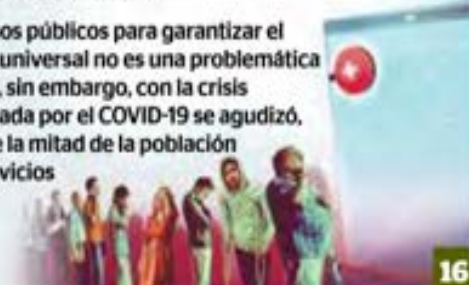 os públicos para garantizar el
universal no es una problemática
, sin embargo, con la crisis
ada por el COVID-19 se agudizó,
e la mitad de la población
vicios
16